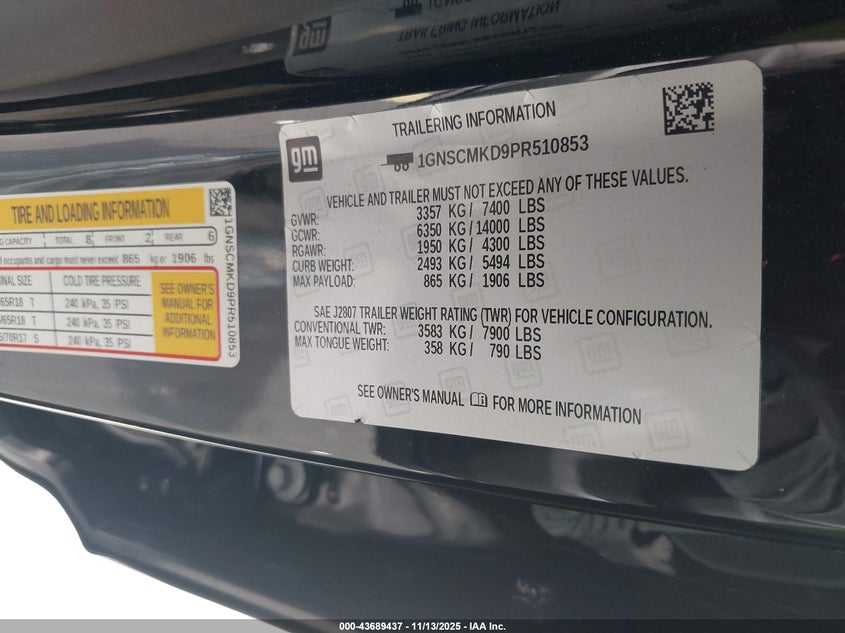 TRAILERING INFORMATION
gm
1GNSCMKD9PR510853
VEHICLE AND TRAILER MUST NOT EXCEED ANY OF THESE VALUES.
GVWR: 3357 KG / 7400 LBS
GCWR: 6350 KG / 14000 LBS
RGAWR: 1950 KG / 4300 LBS
CURB WEIGHT: 2493 KG / 5494 LBS
MAX PAYLOAD: 865 KG / 1906 LBS
SAE J2807 TRAILER WEIGHT RATING (TWR) FOR VEHICLE CONFIGURATION.
CONVENTIONAL TWR: 3583 KG / 7900 LBS
MAX TONGUE WEIGHT: 358 KG / 790 LBS
SEE OWNER'S MANUAL FOR MORE INFORMATION
TIRE AND LOADING INFORMATION
CAPACITY TOTAL 8 FRONT 2 REAR 6
occupants and cargo must never exceed 865 kg or 1906 lbs
SIZE COLD TIRE PRESSURE
65R18 T 240 kPa, 35 PSI
/65R18 T 240 kPa, 35 PSI
/70R17 S 240 kPa, 35 PSI
SEE OWNER'S
MANUAL FOR
ADDITIONAL
INFORMATION
1GNSCMKD9PR510853
000-43689437 - 11/13/2025 - IAA Inc.